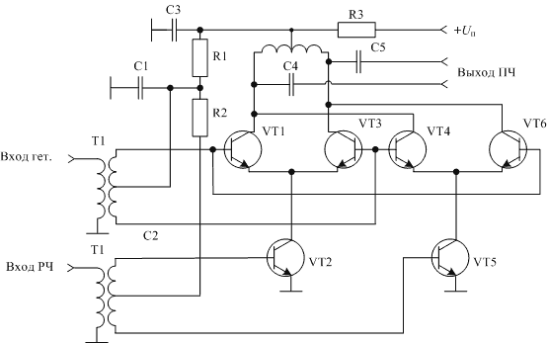 C3
R3
+Uп
R1
C5
C1
C4
Выход ПЧ
R2
T1
VT1
VT3
VT4
VT6
Вход гет.
C2
T1
Вход РЧ
VT2
VT5